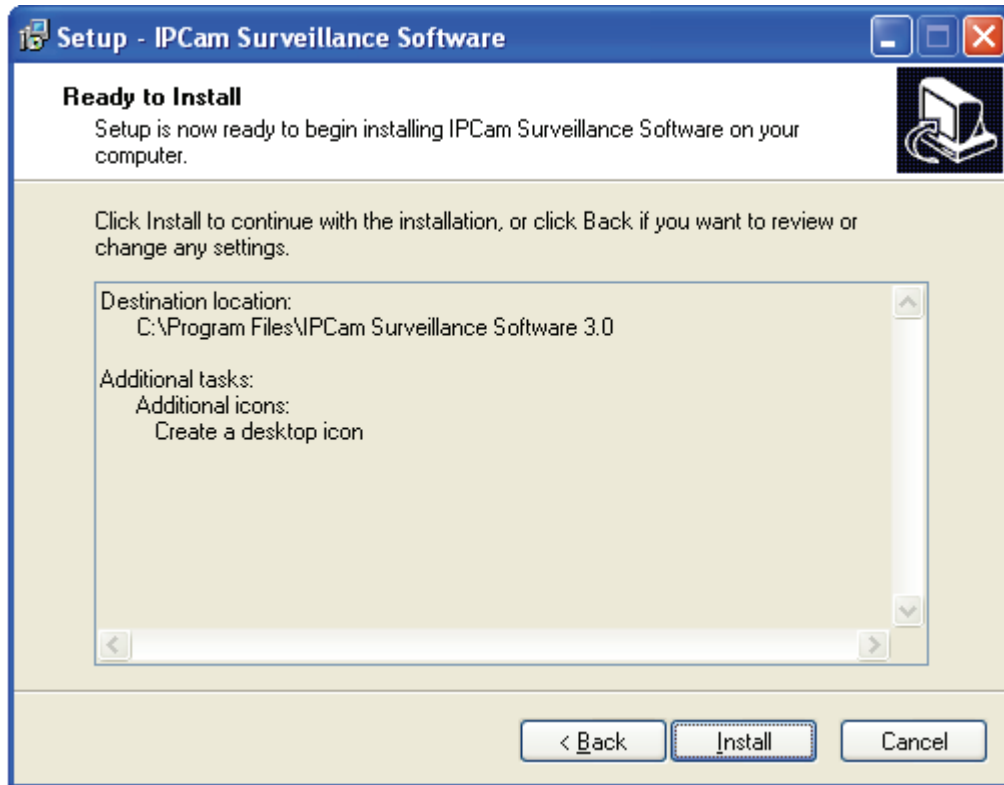 Setup - IPCam Surveillance Software
Ready to Install
Setup is now ready to begin installing IPCam Surveillance Software on your
computer.
Click Install to continue with the installation, or click Back if you want to review or
change any settings.
Destination location:
C:\Program Files\IPCam Surveillance Software 3.0
Additional tasks:
Additional icons:
Create a desktop icon
< Back
Install
Cancel